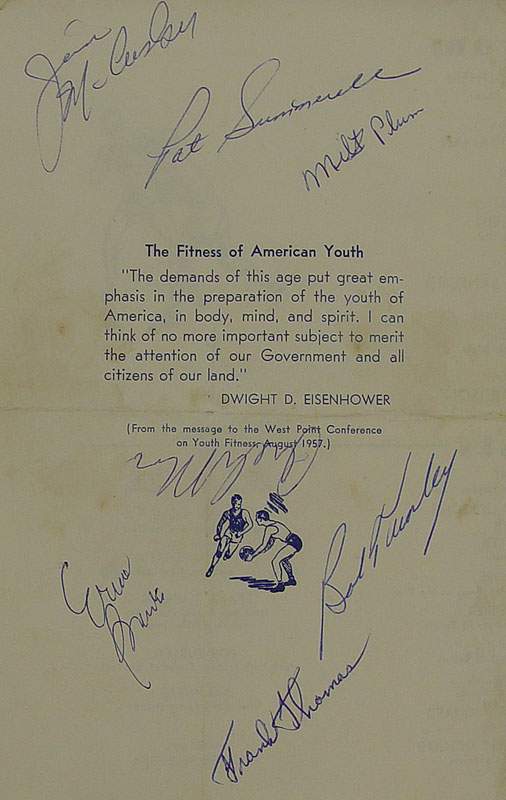 Pat Summerall
Milt Plum
The Fitness of American Youth
"The demands of this age put great em-
phasis in the preparation of the youth of
America, in body, mind, and spirit. I can
think of no more important subject to merit
the attention of our Government and all
citizens of our land."
DWIGHT D. EISENHOWER
(From the message to the West Point Conference
on Youth Fitness, August 1957.)
Bob Turley
Ernie
Frank Thomas